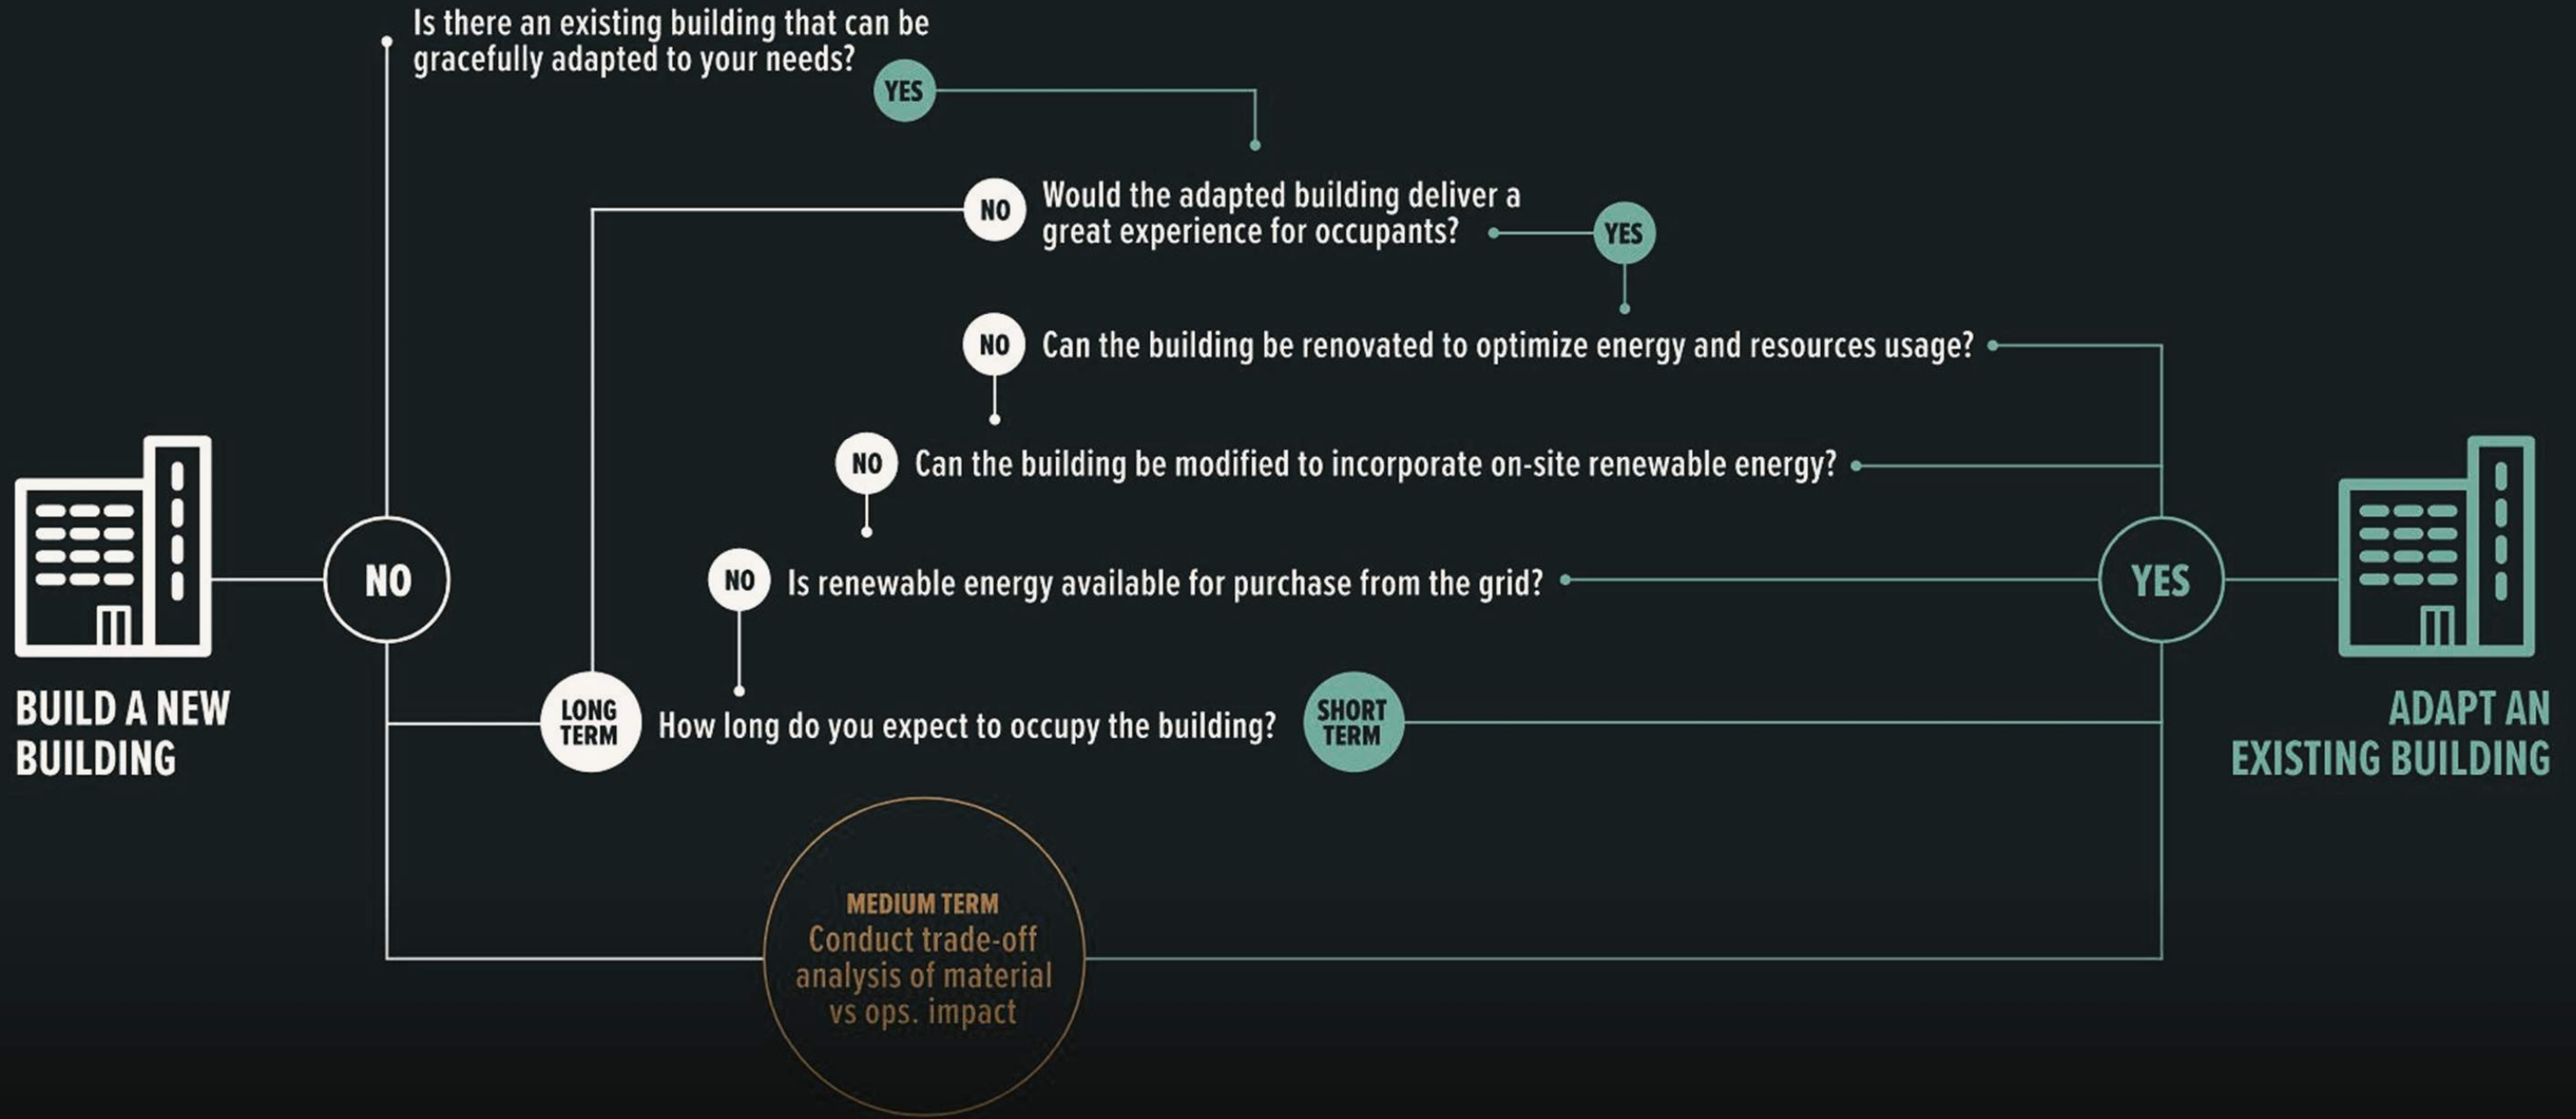 Is there an existing building that can be
gracefully adapted to your needs?
YES
NO
Would the adapted building deliver a
great experience for occupants?
YES
NO
Can the building be renovated to optimize energy and resources usage?
NO
Can the building be modified to incorporate on-site renewable energy?
NO
Is renewable energy available for purchase from the grid?
NO
YES
BUILD A NEW
BUILDING
LONG
TERM
How long do you expect to occupy the building?
SHORT
TERM
ADAPT AN
EXISTING BUILDING
MEDIUM TERM
Conduct trade-off
analysis of material
vs ops. impact